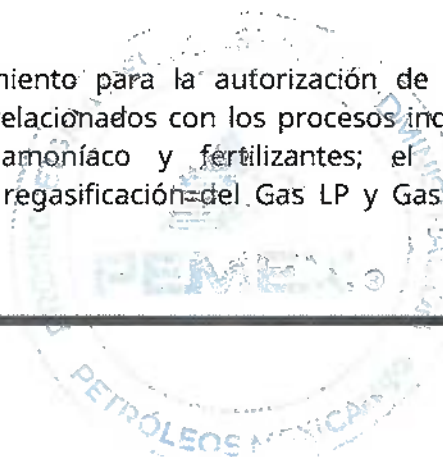 miento para la autorización de
relacionados con los procesos
amoníaco y fertilizantes; el
regasificación del Gas LP y Gas
PEMEX ®
PETRÓLEOS MEXICANOS